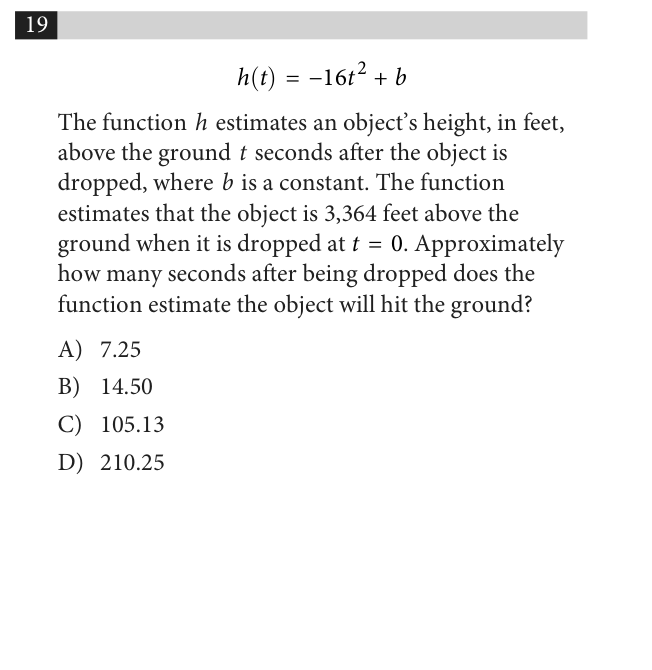 19
h(t) = −16t² + b
The function h estimates an object’s height, in feet,
above the ground t seconds after the object is
dropped, where b is a constant. The function
estimates that the object is 3,364 feet above the
ground when it is dropped at t = 0. Approximately
how many seconds after being dropped does the
function estimate the object will hit the ground?
A) 7.25
B) 14.50
C) 105.13
D) 210.25